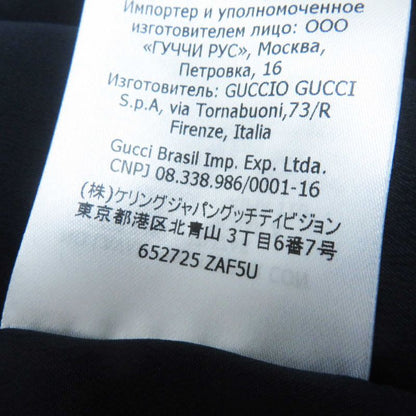 Импортер и уполномоченное
изготовителем лицо: ООО
«ГУЧЧИ РУС», Москва,
Петровка, 16
Изготовитель: GUCCIO GUCCI
S.p.A, via Tornabuoni,73/R
Firenze, Italia
Gucci Brasil Imp. Exp. Ltda.
CNPJ 08.338.986/0001-16
(株)ケリングジャパングッチディビジョン
東京都港区北青山 3丁目6番7号
652725 ZAF5U